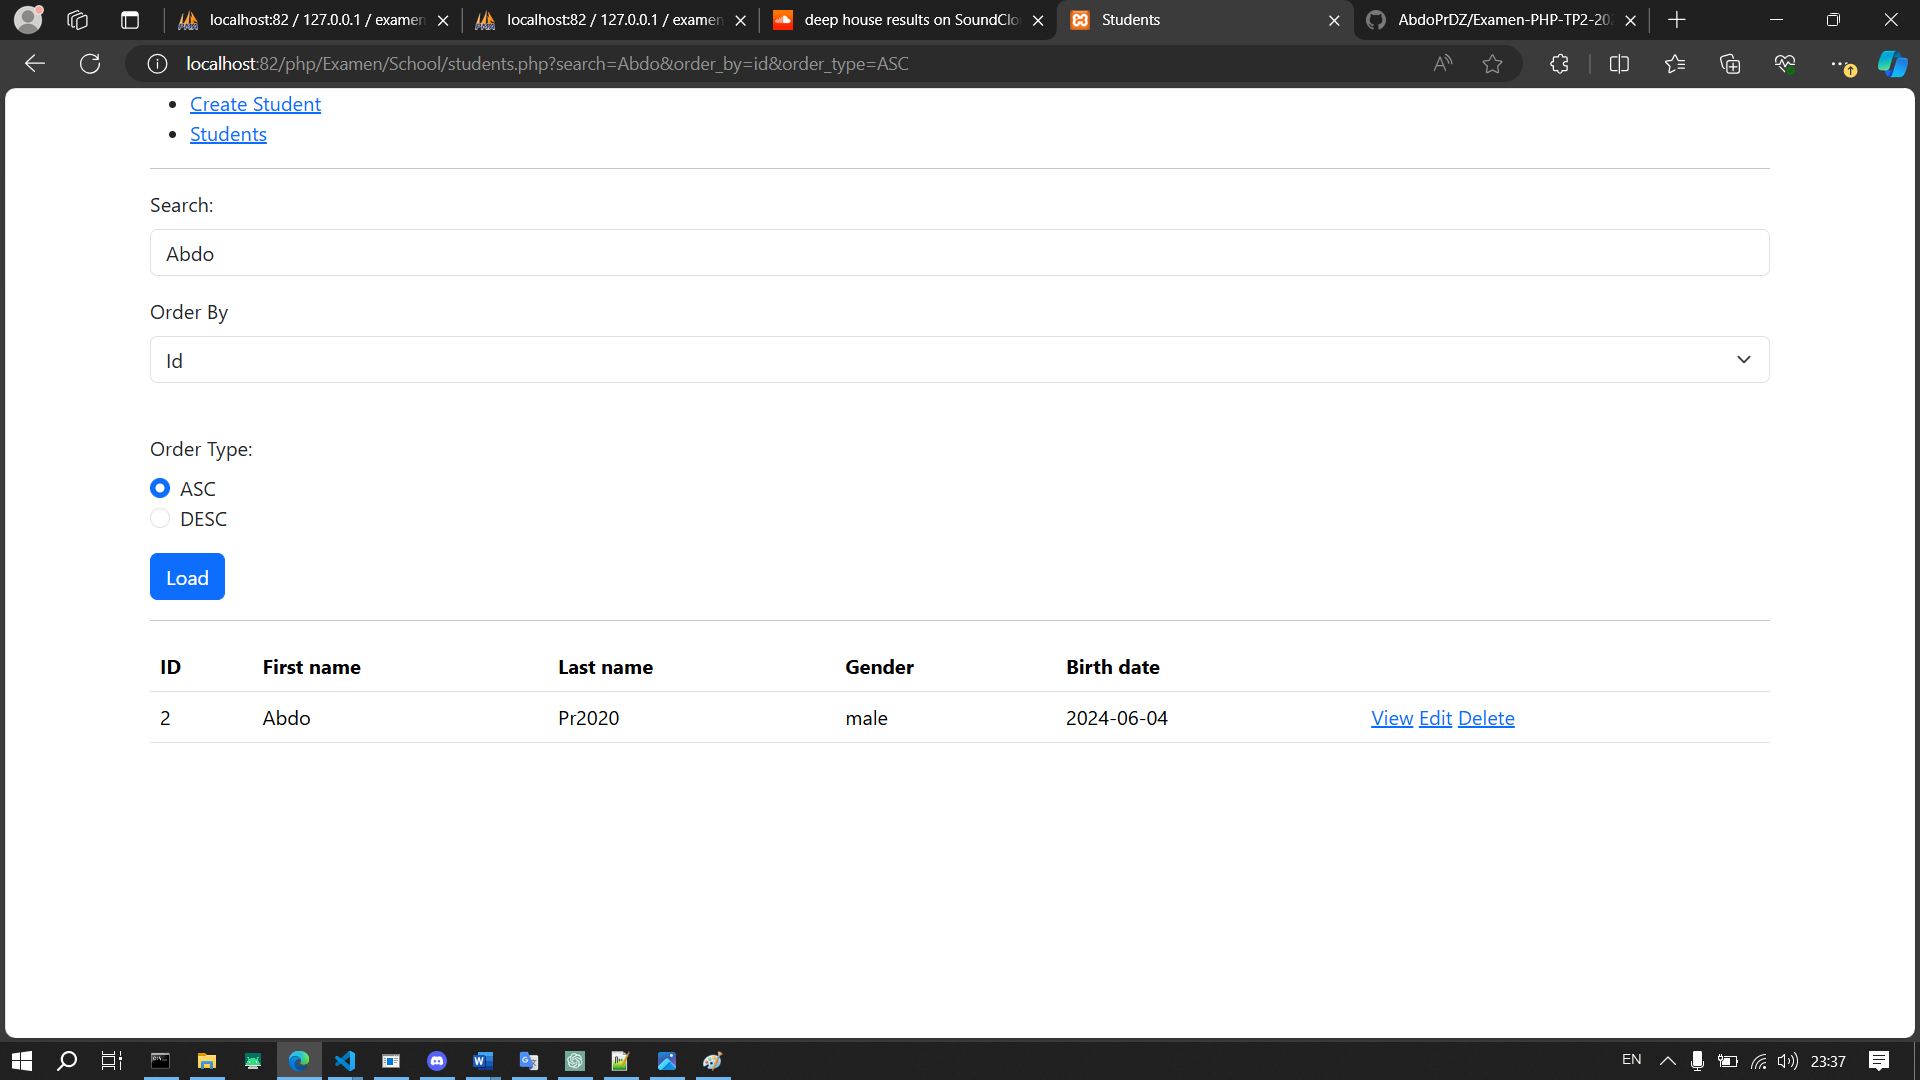 localhost:82 / 127.0.0.1 / examen
localhost:82 / 127.0.0.1 / examen
deep house results on SoundClo
Students
AbdoPrDZ/Examen-PHP-TP2-202
localhost:82/php/Examen/School/students.php?search=Abdo&order_by=id&order_type=ASC
Create Student
Students
Search:
Abdo
Order By
Id
Order Type:
ASC
DESC
Load
ID First name Last name Gender Birth date
2 Abdo Pr2020 male 2024-06-04 View Edit Delete
EN 23:37